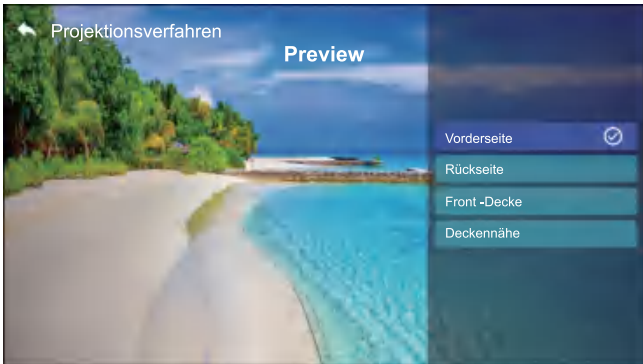 Projektionsverfahren
Preview
Vorderseite
Rückseite
Front -Decke
Deckennähe